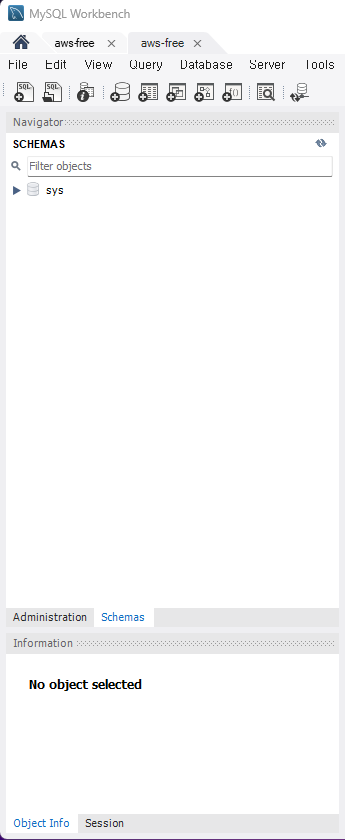 MySQL Workbench
aws-free
aws-free
File Edit View Query Database Server Tools
SQL SQL
Navigator
SCHEMAS
Filter objects
sys
Administration Schemas
Information
No object selected
Object Info Session